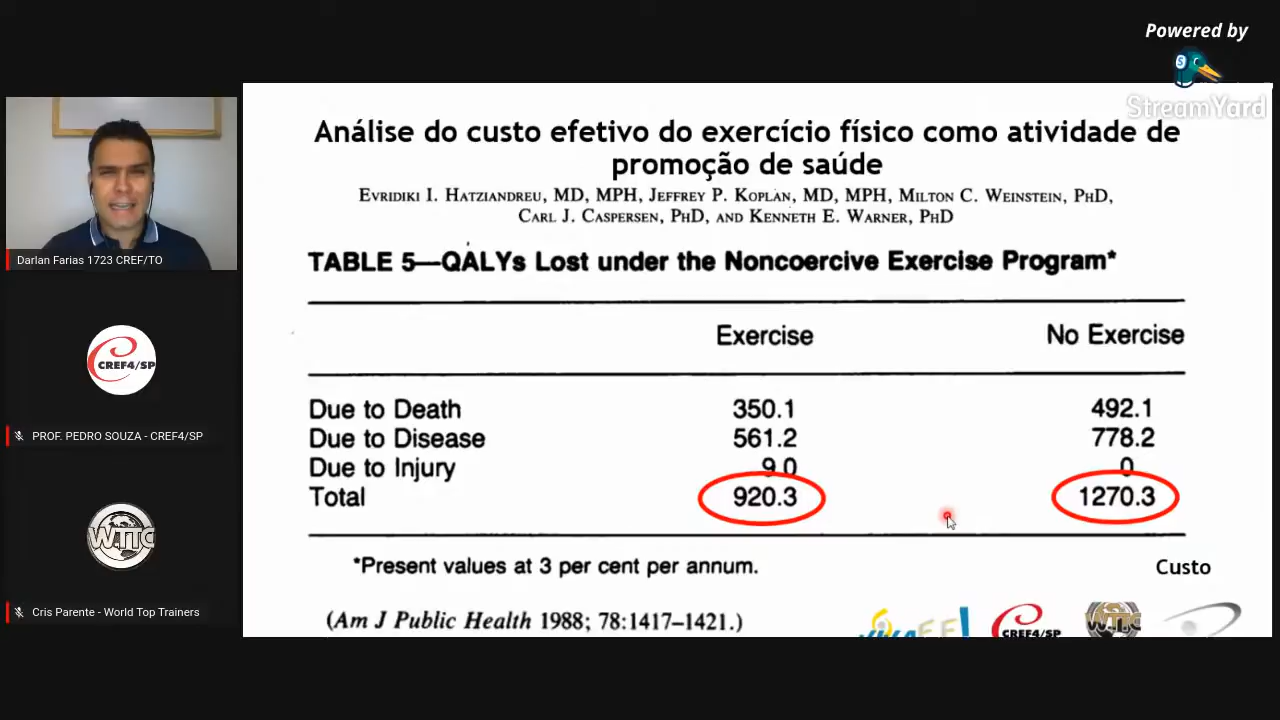 Powered by
StreamYard
Análise do custo efetivo do exercício físico como atividade de
promoção de saúde
EVRIDIKI I. HATZIANDREU, MD, MPH, JEFFREY P. KOPLAN, MD, MPH, MILTON C. WEINSTEIN, PHD,
CARL J. CASPERSEN, PHD, AND KENNETH E. WARNER, PHD
TABLE 5—QALYs Lost under the Noncoercive Exercise Program*
Exercise No Exercise
Due to Death 350.1 492.1
Due to Disease 561.2 778.2
Due to Injury 9.0 0
Total 920.3 1270.3
*Present values at 3 per cent per annum.
Custo
(Am J Public Health 1988; 78:1417–1421.)
CREF4/SP
WTTC
Darlan Farias 1723 CREF/TO
CREF4/SP
PROF. PEDRO SOUZA - CREF4/SP
WTTC
Cris Parente - World Top Trainers